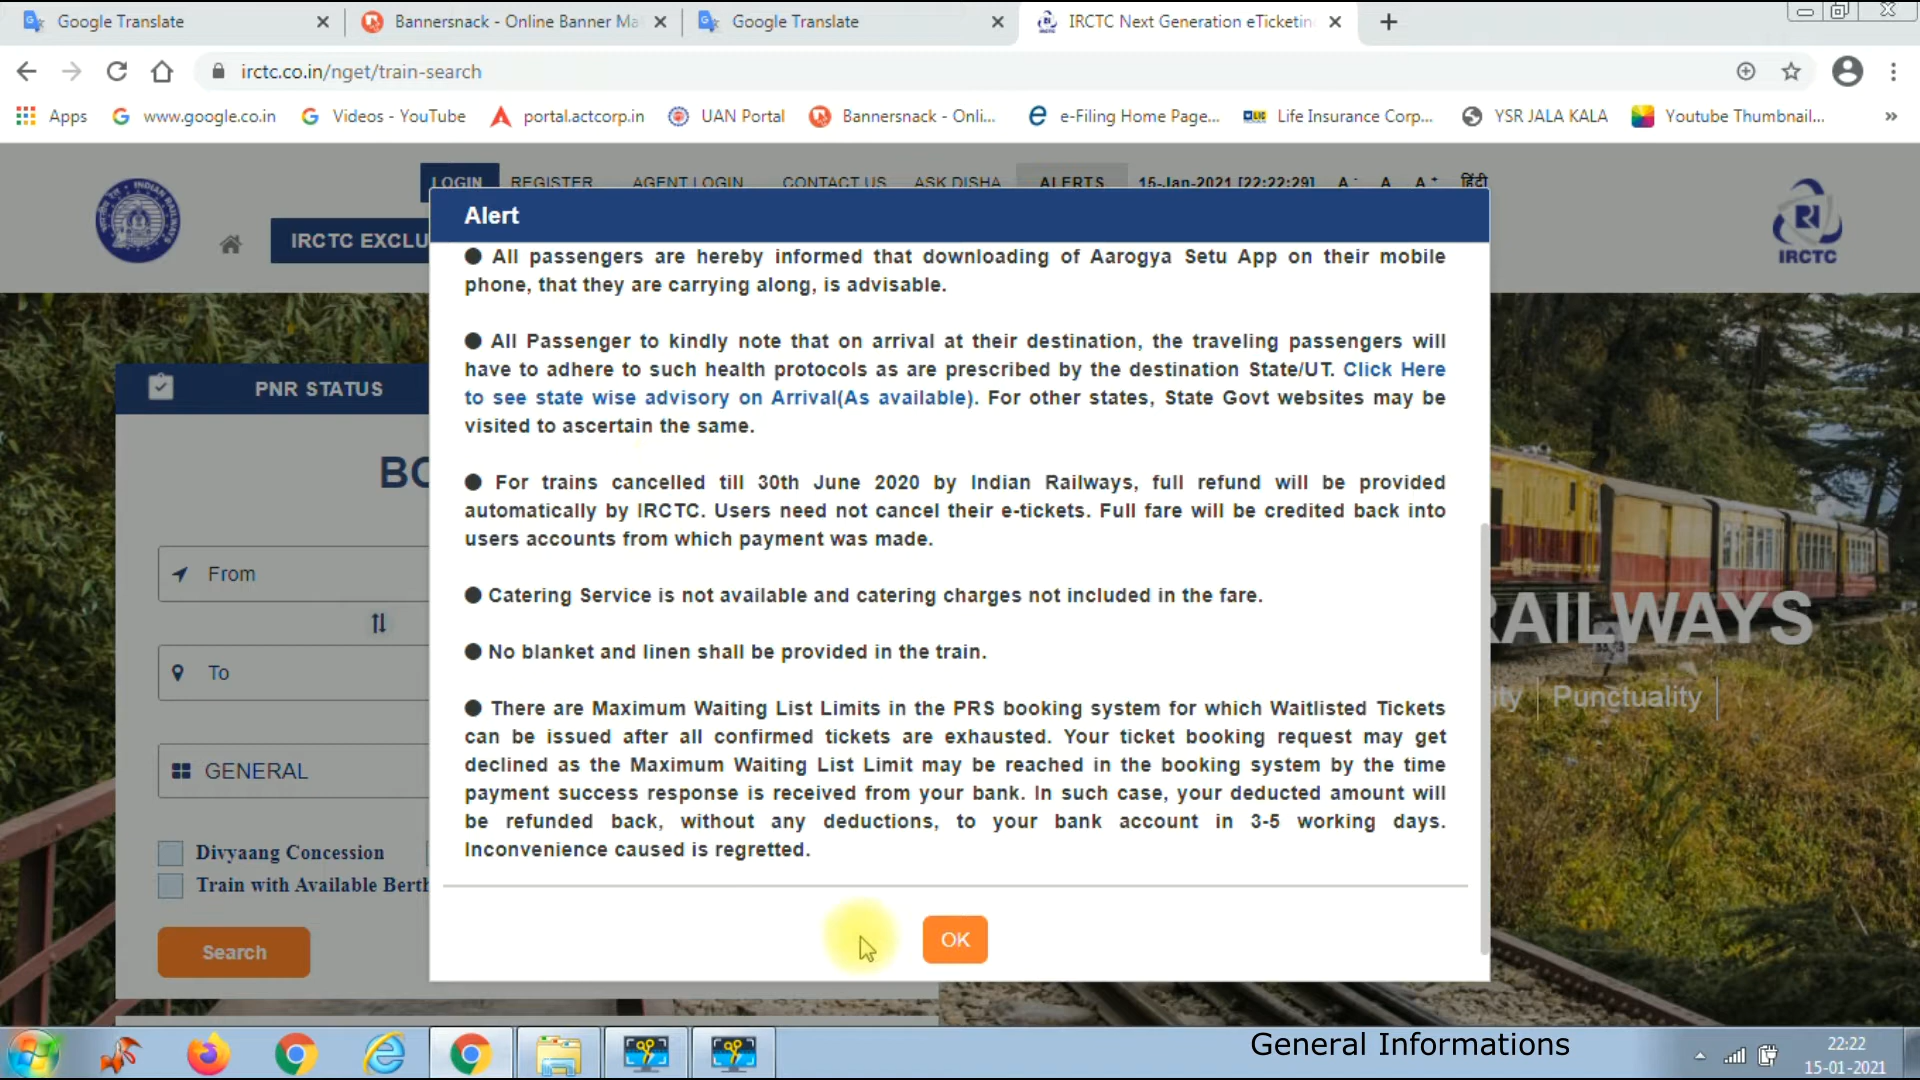 Google Translate
Bannersnack - Online Banner Ma
Google Translate
IRCTC Next Generation eTicketin
irctc.co.in/nget/train-search
Apps
www.google.co.in
Videos - YouTube
portal.actcorp.in
UAN Portal
Bannersnack - Onli...
e-Filing Home Page...
LIC
Life Insurance Corp...
YSR JALA KALA
Youtube Thumbnail...
LOGIN REGISTER AGENT LOGIN CONTACT US ASK DISHA ALERTS 15-Jan-2021 [22:22:29] A- A A+ हिंदी
IRCTC EXCLU
IRCTC
Alert
● All passengers are hereby informed that downloading of Aarogya Setu App on their mobile
phone, that they are carrying along, is advisable.
● All Passenger to kindly note that on arrival at their destination, the traveling passengers will
have to adhere to such health protocols as are prescribed by the destination State/UT. Click Here
to see state wise advisory on Arrival(As available). For other states, State Govt websites may be
visited to ascertain the same.
● For trains cancelled till 30th June 2020 by Indian Railways, full refund will be provided
automatically by IRCTC. Users need not cancel their e-tickets. Full fare will be credited back into
users accounts from which payment was made.
● Catering Service is not available and catering charges not included in the fare.
● No blanket and linen shall be provided in the train.
● There are Maximum Waiting List Limits in the PRS booking system for which Waitlisted Tickets
can be issued after all confirmed tickets are exhausted. Your ticket booking request may get
declined as the Maximum Waiting List Limit may be reached in the booking system by the time
payment success response is received from your bank. In such case, your deducted amount will
be refunded back, without any deductions, to your bank account in 3-5 working days.
Inconvenience caused is regretted.
OK
PNR STATUS
BO
From
To
GENERAL
Divyaang Concession
Train with Available Berth
Search
RAILWAYS
ity | Punctuality |
General Informations
22:22
15-01-2021